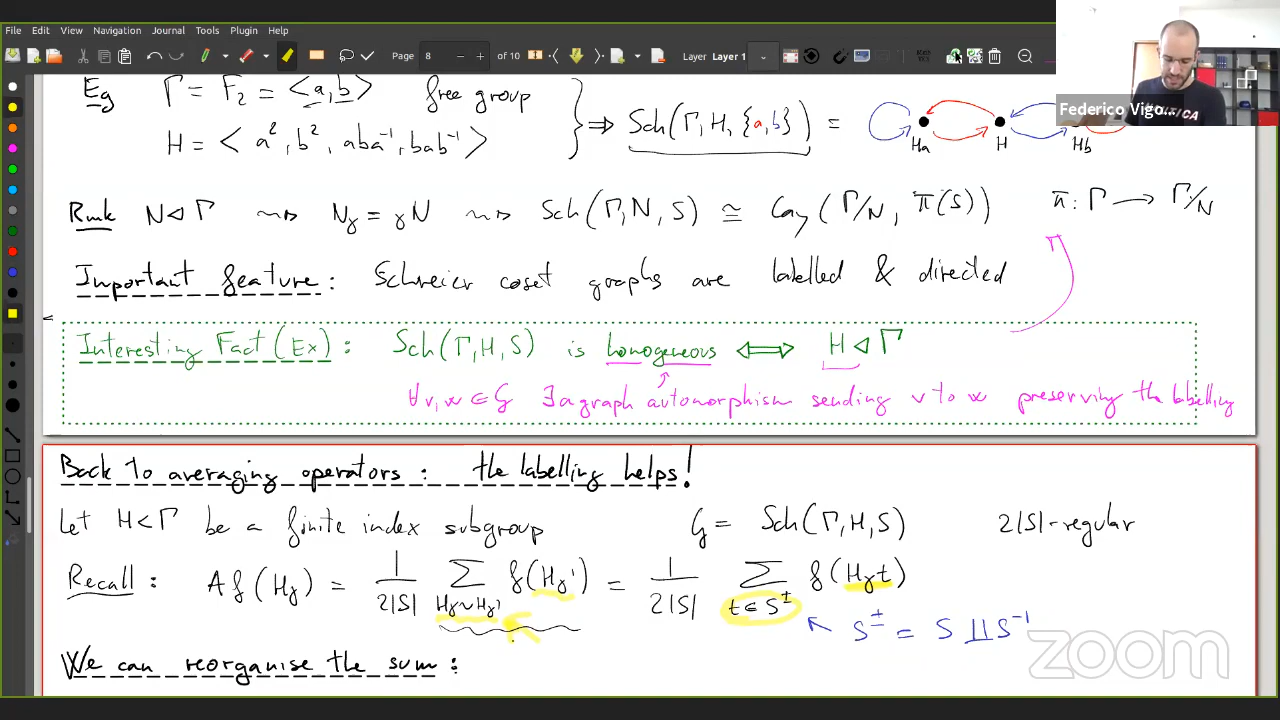 File Edit View Navigation Journal Tools Plugin Help
Page 8 of 10 Layer Layer 1
Federico Vigo...
Eg Γ = F₂ = <a, b> free group
H = < a², b², aba⁻¹, bab⁻¹ >
⇒ Sch(Γ, H, {a,b}) =
Ha H Hb
Rmk N ◁ Γ ⇝ Nγ = γN ⇝ Sch(Γ, N, S) ≅ Cay(Γ/N, π(S)) π: Γ → Γ/N
Important feature: Schreier coset graphs are labelled & directed
Interesting Fact (Ex): Sch(Γ, H, S) is homogeneous ⟺ H ◁ Γ
∀v, w ∈ G ∃ a graph automorphism sending v to w preserving the labelling
Back to averaging operators: the labelling helps!
Let H < Γ be a finite index subgroup G = Sch(Γ, H, S) 2|S|-regular
Recall: Af(Hγ) = 1/2|S| ∑ Hγ~Hγ' f(Hγ') = 1/2|S| ∑ t∈S± f(Hγt)
S± = S ∐ S⁻¹
We can reorganise the sum:
zoom